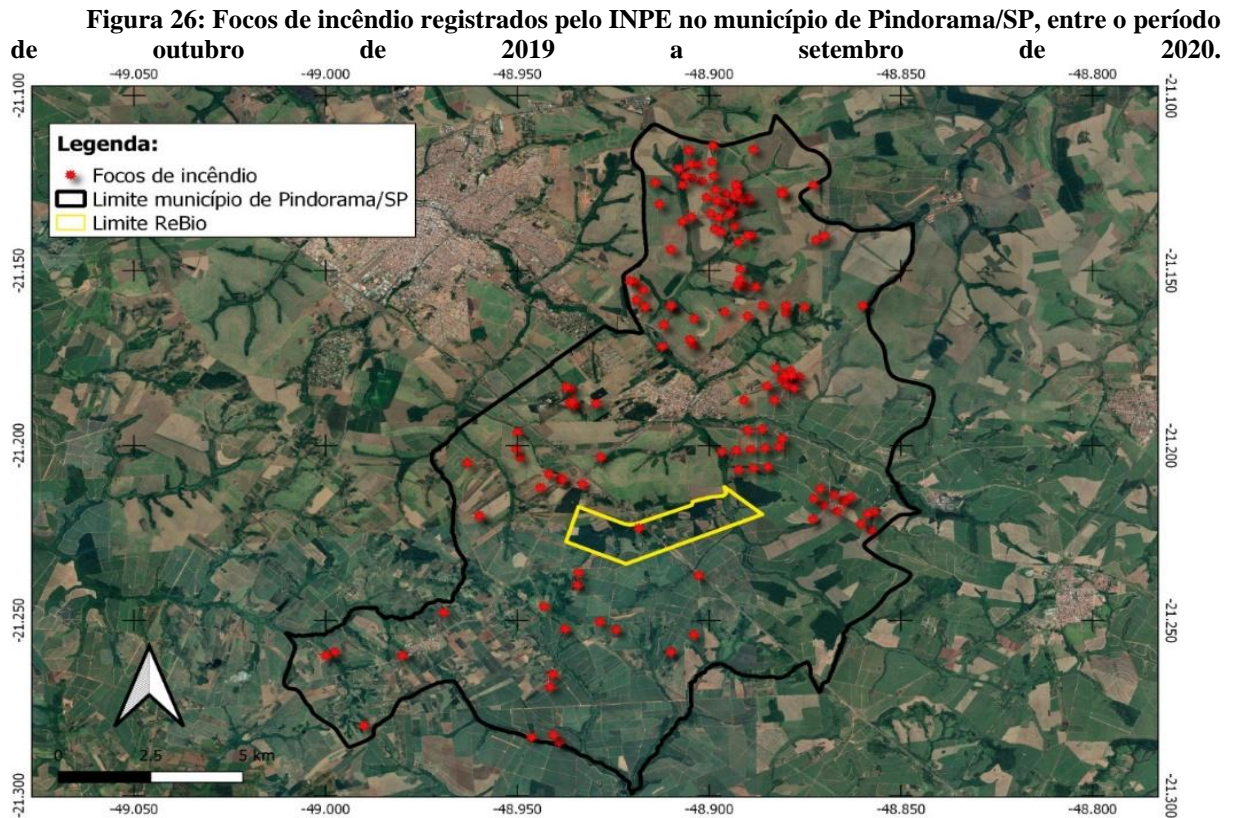 Figura 26: Focos de incêndio registrados pelo INPE no município de Pindorama/SP, entre o período
de outubro de 2019 a setembro de 2020.
-49.050 -49.000 -48.950 -48.900 -48.850 -48.800
-21.100 -21.100
Legenda:
Focos de incêndio
Limite município de Pindorama/SP
Limite ReBio
-21.150 -21.150
-21.200 -21.200
-21.250 -21.250
0 2.5 5 km
-21.300 -21.300
-49.050 -49.000 -48.950 -48.900 -48.850 -48.800